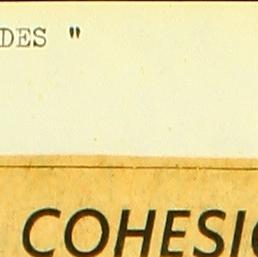 DES "
COHESI